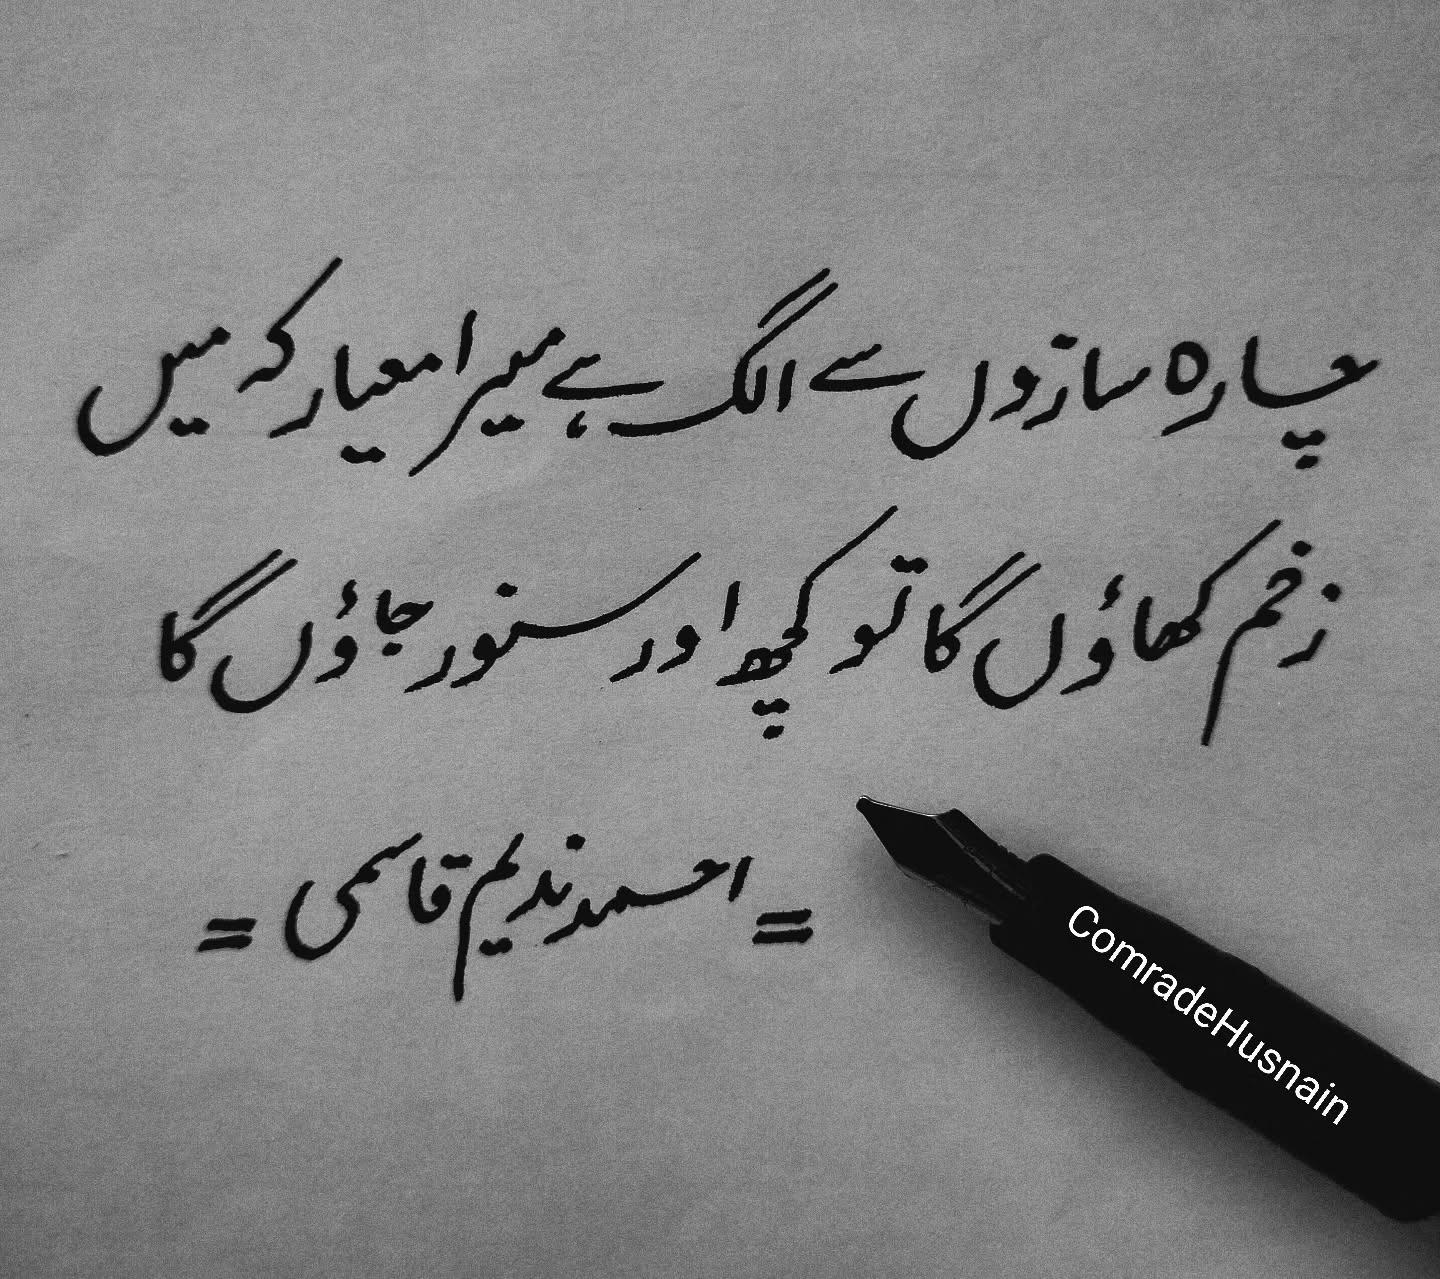 چارہ سازوں سے الگ ہے میرا معیار کہ میں
زخم کھاؤں گا تو کچھ اور سنور جاؤں گا
= احمد ندیم قاسمی =
ComradeHusnain